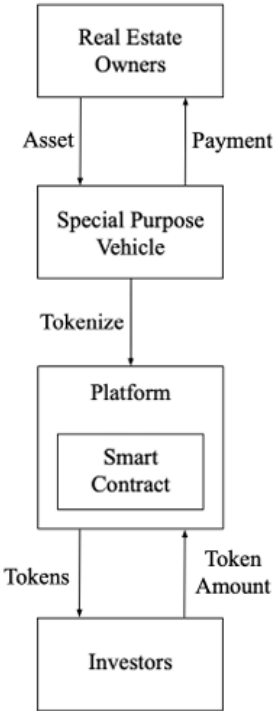 Real Estate
Owners
Asset
Payment
Special Purpose
Vehicle
Tokenize
Platform
Smart
Contract
Tokens
Token
Amount
Investors